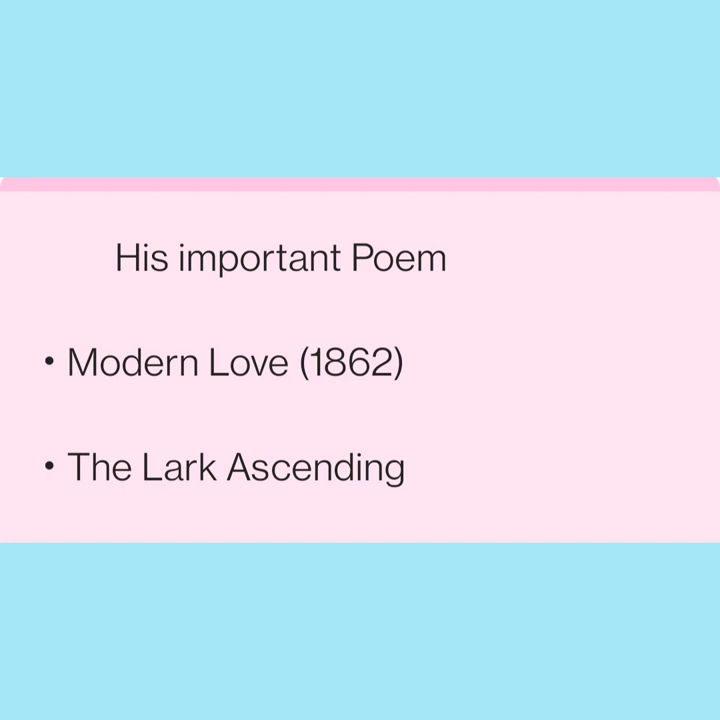 His important Poem
• Modern Love (1862)
• The Lark Ascending